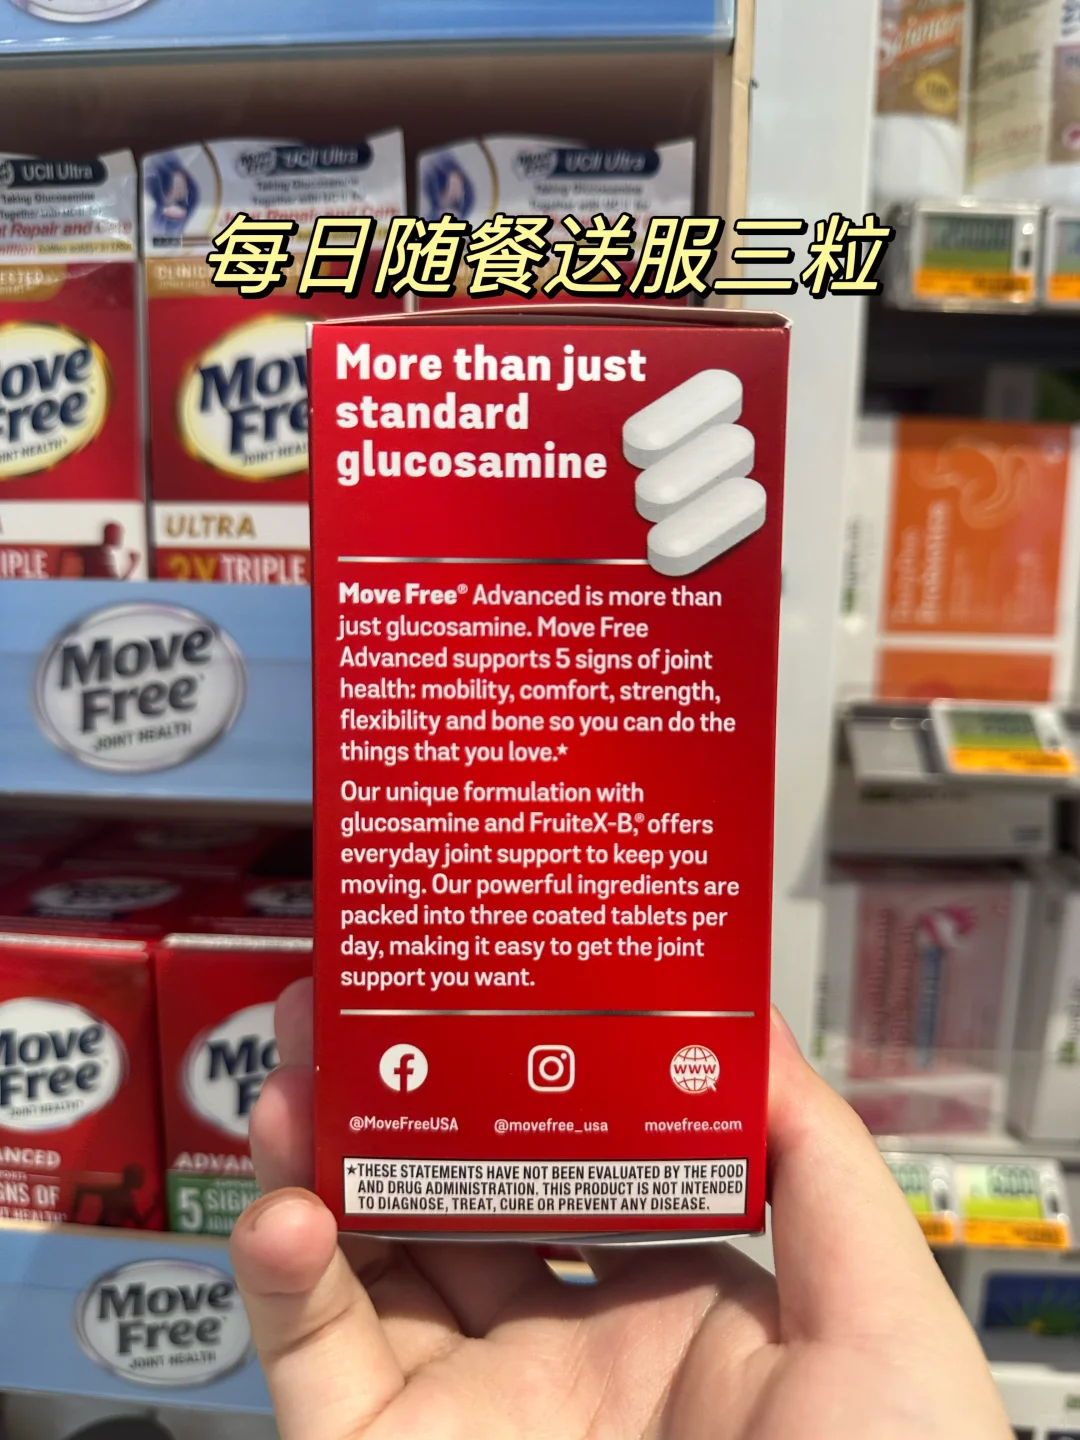 UCII Ultra
UCII Ultra
UCII Ultra
每日随餐送服三粒
Move
Free
JOINT HEALTH
ULTRA
TRIPLE
More than just
standard
glucosamine
Move Free® Advanced is more than
just glucosamine. Move Free
Advanced supports 5 signs of joint
health: mobility, comfort, strength,
flexibility and bone so you can do the
things that you love.*
Our unique formulation with
glucosamine and FruiteX-B,® offers
everyday joint support to keep you
moving. Our powerful ingredients are
packed into three coated tablets per
day, making it easy to get the joint
support you want.
www
@MoveFreeUSA
@movefree_usa
movefree.com
★THESE STATEMENTS HAVE NOT BEEN EVALUATED BY THE FOOD
AND DRUG ADMINISTRATION. THIS PRODUCT IS NOT INTENDED
TO DIAGNOSE, TREAT, CURE OR PREVENT ANY DISEASE.
Move
Free
JOINT HEALTH